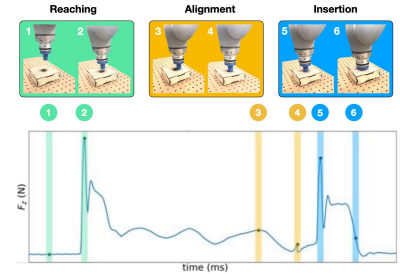 Reaching Alignment Insertion
1 2 3 4 5 6
1 2 3 4 5 6
F_z (N)
time (ms)